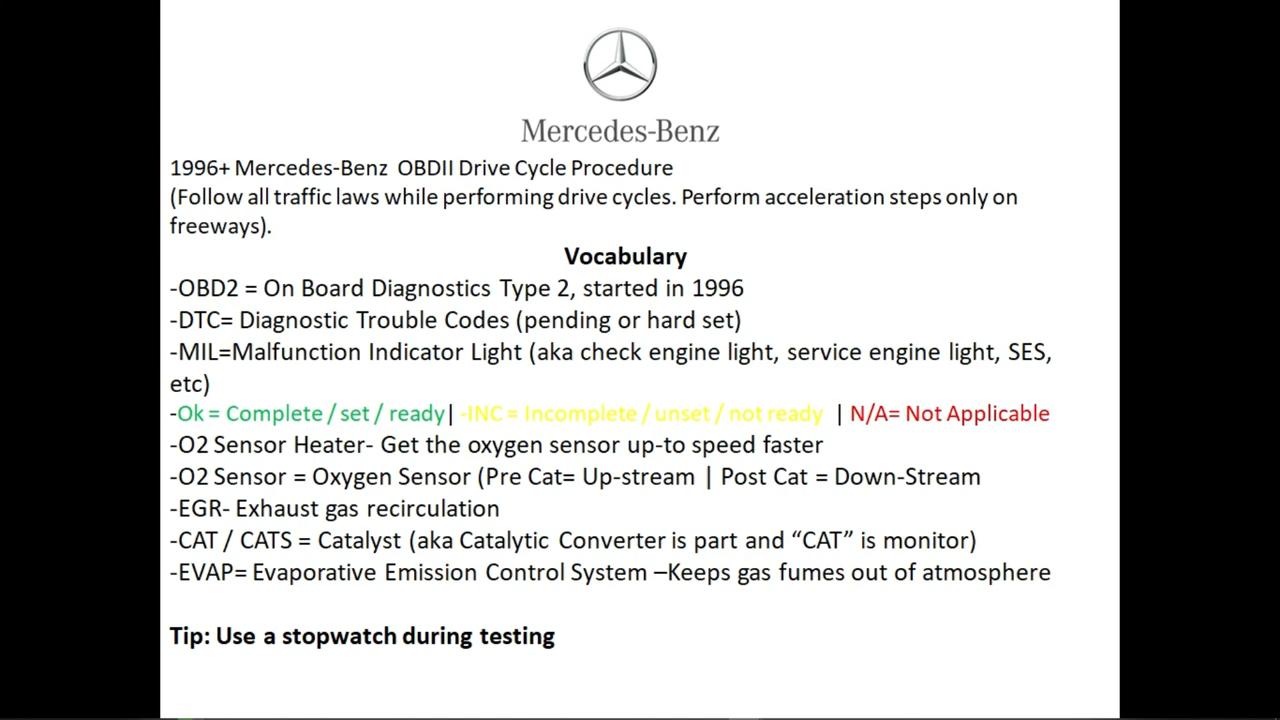 Mercedes-Benz
1996+ Mercedes-Benz OBDII Drive Cycle Procedure
(Follow all traffic laws while performing drive cycles. Perform acceleration steps only on
freeways).
Vocabulary
-OBD2 = On Board Diagnostics Type 2, started in 1996
-DTC= Diagnostic Trouble Codes (pending or hard set)
-MIL=Malfunction Indicator Light (aka check engine light, service engine light, SES,
etc)
-Ok = Complete / set / ready| -INC = Incomplete / unset / not ready | N/A= Not Applicable
-O2 Sensor Heater- Get the oxygen sensor up-to speed faster
-O2 Sensor = Oxygen Sensor (Pre Cat= Up-stream | Post Cat = Down-Stream
-EGR- Exhaust gas recirculation
-CAT / CATS = Catalyst (aka Catalytic Converter is part and “CAT” is monitor)
-EVAP= Evaporative Emission Control System –Keeps gas fumes out of atmosphere
Tip: Use a stopwatch during testing